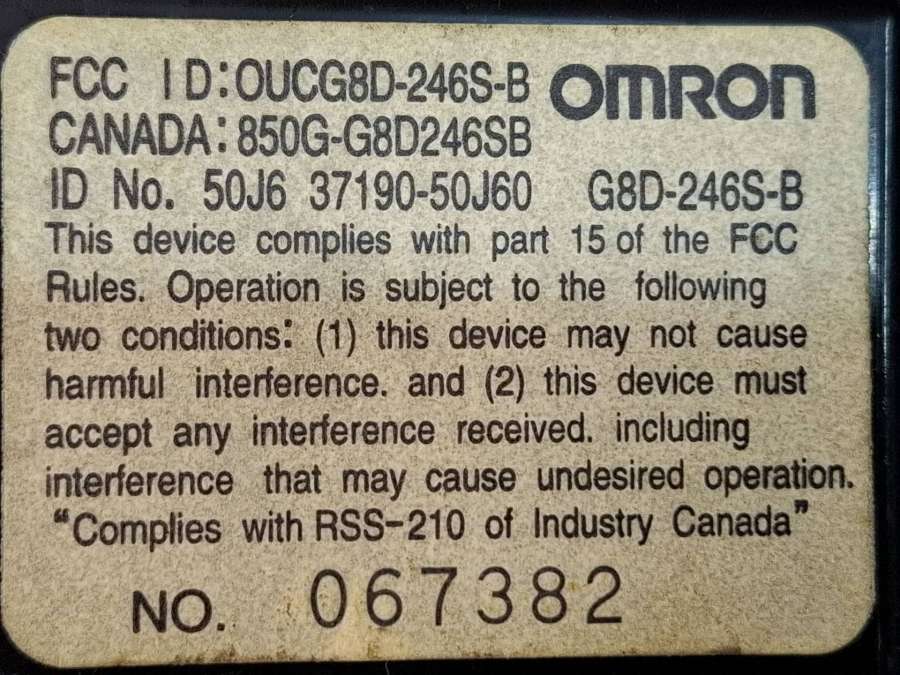 FCC ID:OUCG8D-246S-B OMRON
CANADA:850G-G8D246SB
ID No. 50J6 37190-50J60 G8D-246S-B
This device complies with part 15 of the FCC
Rules. Operation is subject to the following
two conditions: (1) this device may not cause
harmful interference. and (2) this device must
accept any interference received. including
interference that may cause undesired operation.
"Complies with RSS-210 of Industry Canada"
NO. 067382